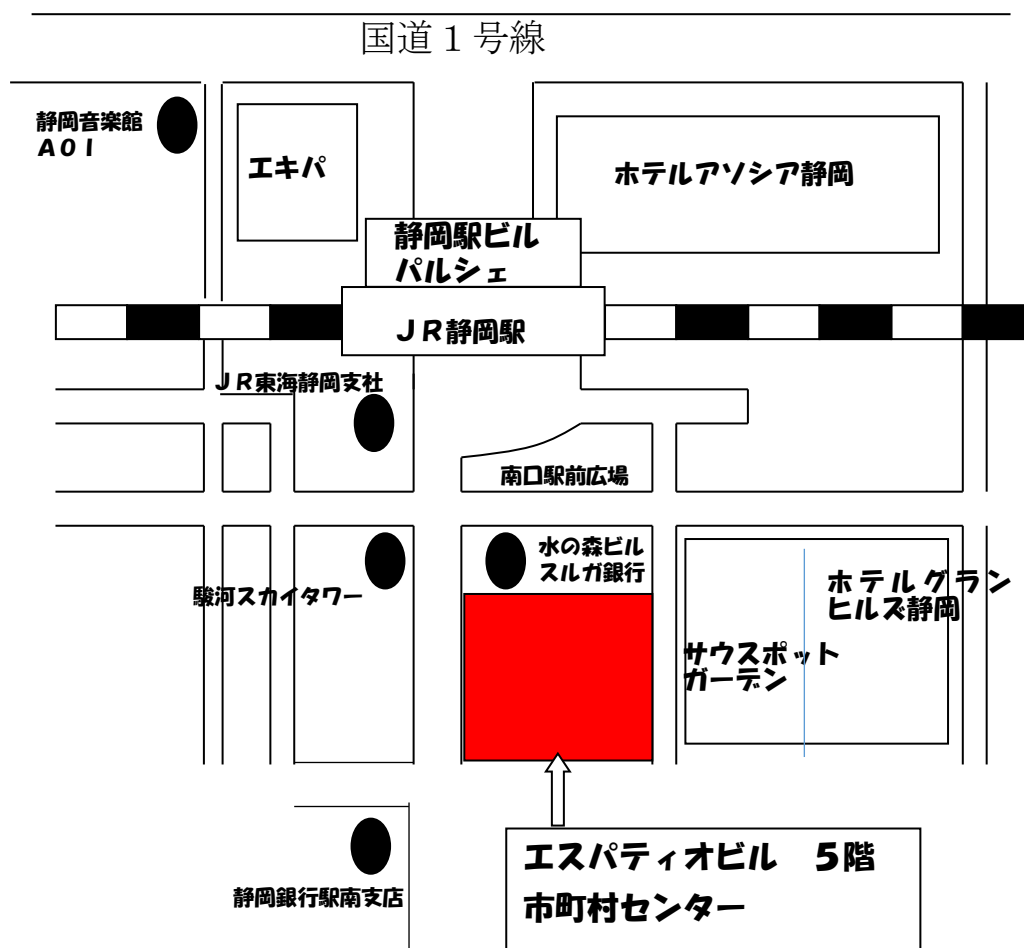 国道１号線
静岡音楽館
ＡＯＩ
エキパ
ホテルアソシア静岡
静岡駅ビル
パルシェ
ＪＲ静岡駅
ＪＲ東海静岡支社
南口駅前広場
水の森ビル
スルガ銀行
駿河スカイタワー
ホテルグラン
ヒルズ静岡
サウスポット
ガーデン
エスパティオビル　５階
市町村センター
静岡銀行駅南支店